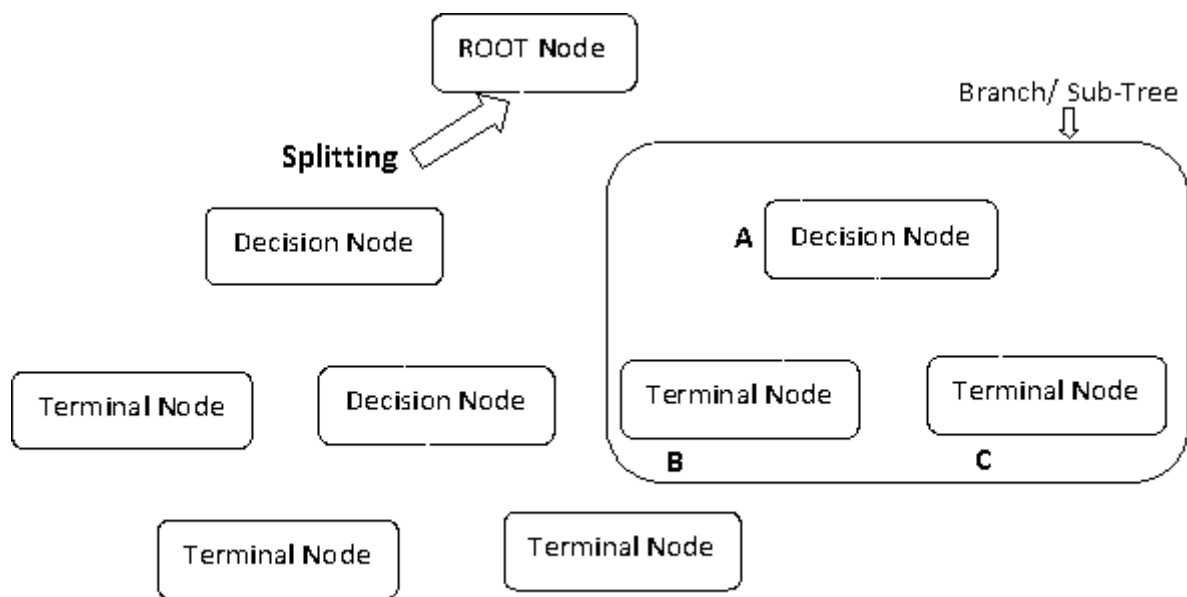 ROOT Node
Branch/ Sub-Tree
Splitting
Decision Node
A Decision Node
Terminal Node
Decision Node
Terminal Node
Terminal Node
B
C
Terminal Node
Terminal Node